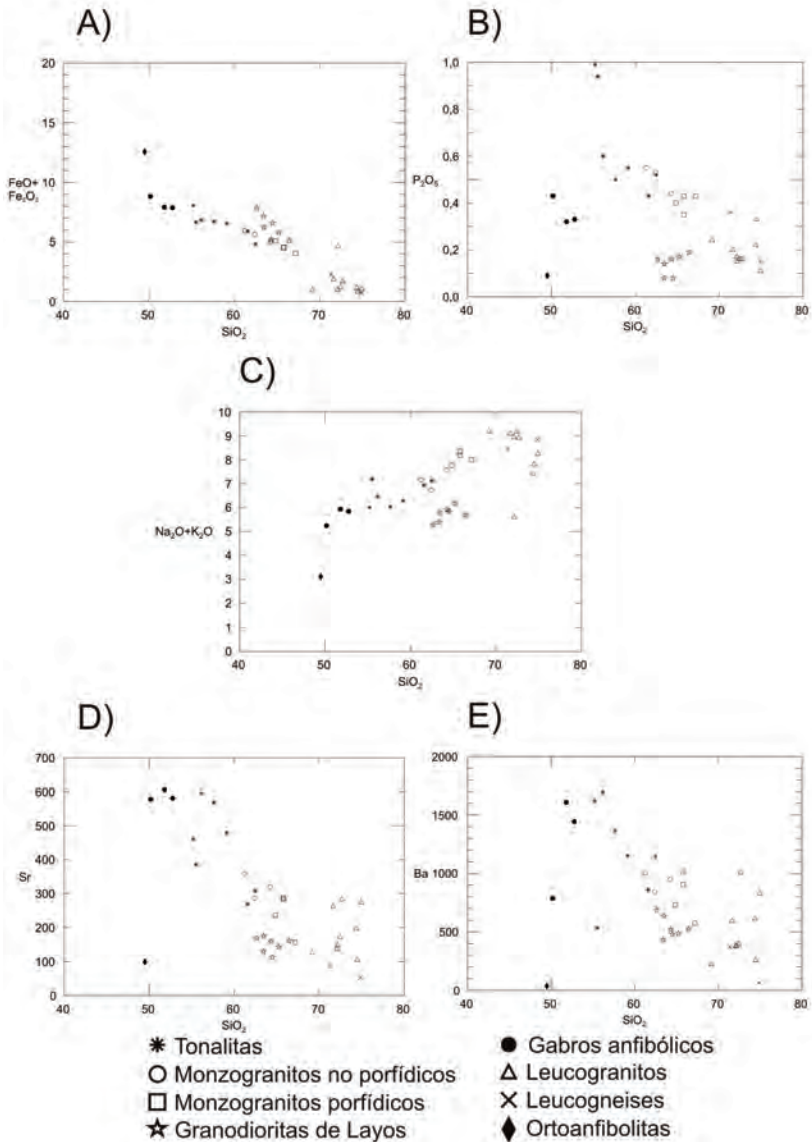 A)
20
15
10
5
0
FeO+
Fe₂O₃
40 50 60 70 80
SiO₂
B)
1,0
0,8
0,6
0,4
0,2
0,0
P₂O₅
40 50 60 70 80
SiO₂
C)
10
9
8
7
6
5
4
3
2
1
0
Na₂O+K₂O
40 50 60 70 80
SiO₂
D)
700
600
500
400
300
200
100
0
Sr
40 50 60 70 80
SiO₂
E)
2000
1500
1000
500
0
Ba
40 50 60 70 80
SiO₂
Tonalitas
Monzogranitos no porfídicos
Monzogranitos porfídicos
Granodioritas de Layos
Gabros anfibólicos
Leucogranitos
Leucogneises
Ortoanfibolitas